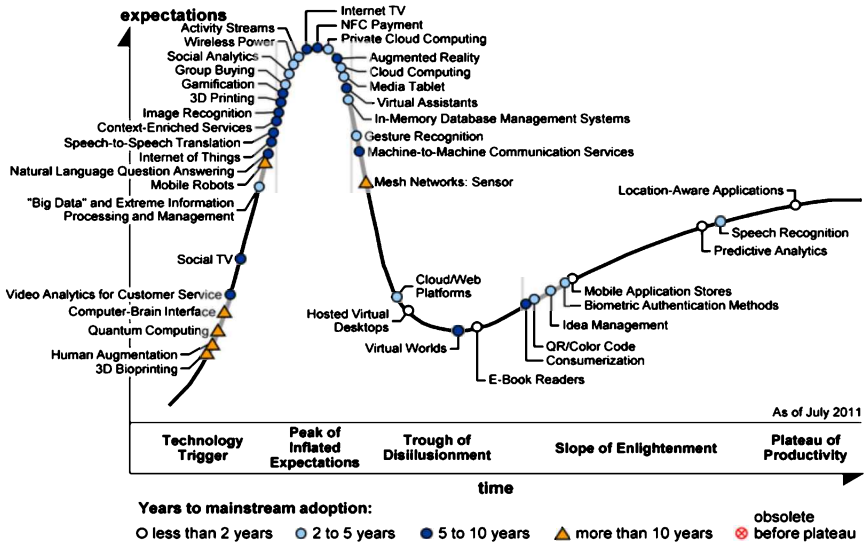 expectations
Internet TV
NFC Payment
Activity Streams
Private Cloud Computing
Wireless Power
Social Analytics
Augmented Reality
Group Buying
Cloud Computing
Gamification
Media Tablet
3D Printing
Virtual Assistants
Image Recognition
In-Memory Database Management Systems
Context-Enriched Services
Gesture Recognition
Speech-to-Speech Translation
Machine-to-Machine Communication Services
Internet of Things
Natural Language Question Answering
Mesh Networks: Sensor
Mobile Robots
Location-Aware Applications
"Big Data" and Extreme Information
Processing and Management
Speech Recognition
Predictive Analytics
Social TV
Cloud/Web
Platforms
Mobile Application Stores
Video Analytics for Customer Service
Biometric Authentication Methods
Computer-Brain Interface
Hosted Virtual
Desktops
Idea Management
Quantum Computing
Virtual Worlds
QR/Color Code
Human Augmentation
Consumerization
3D Bioprinting
E-Book Readers
As of July 2011
Technology
Trigger
Peak of
Inflated
Expectations
Trough of
Disillusionment
Slope of Enlightenment
Plateau of
Productivity
time
Years to mainstream adoption:
less than 2 years
2 to 5 years
5 to 10 years
more than 10 years
obsolete
before plateau